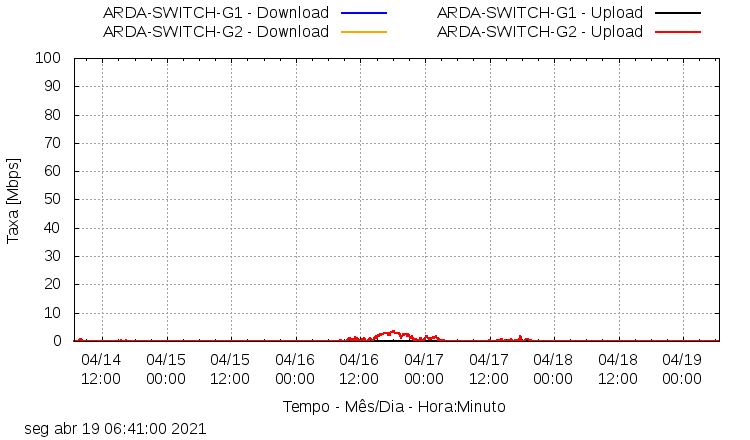 ARDA-SWITCH-G1 - Download ARDA-SWITCH-G1 - Upload
ARDA-SWITCH-G2 - Download ARDA-SWITCH-G2 - Upload
100
90
80
70
60
50
40
30
20
10
0
Taxa [Mbps]
04/14 04/15 04/15 04/16 04/16 04/17 04/17 04/18 04/18 04/19
12:00 00:00 12:00 00:00 12:00 00:00 12:00 00:00 12:00 00:00
Tempo - Mês/Dia - Hora:Minuto
seg abr 19 06:41:00 2021